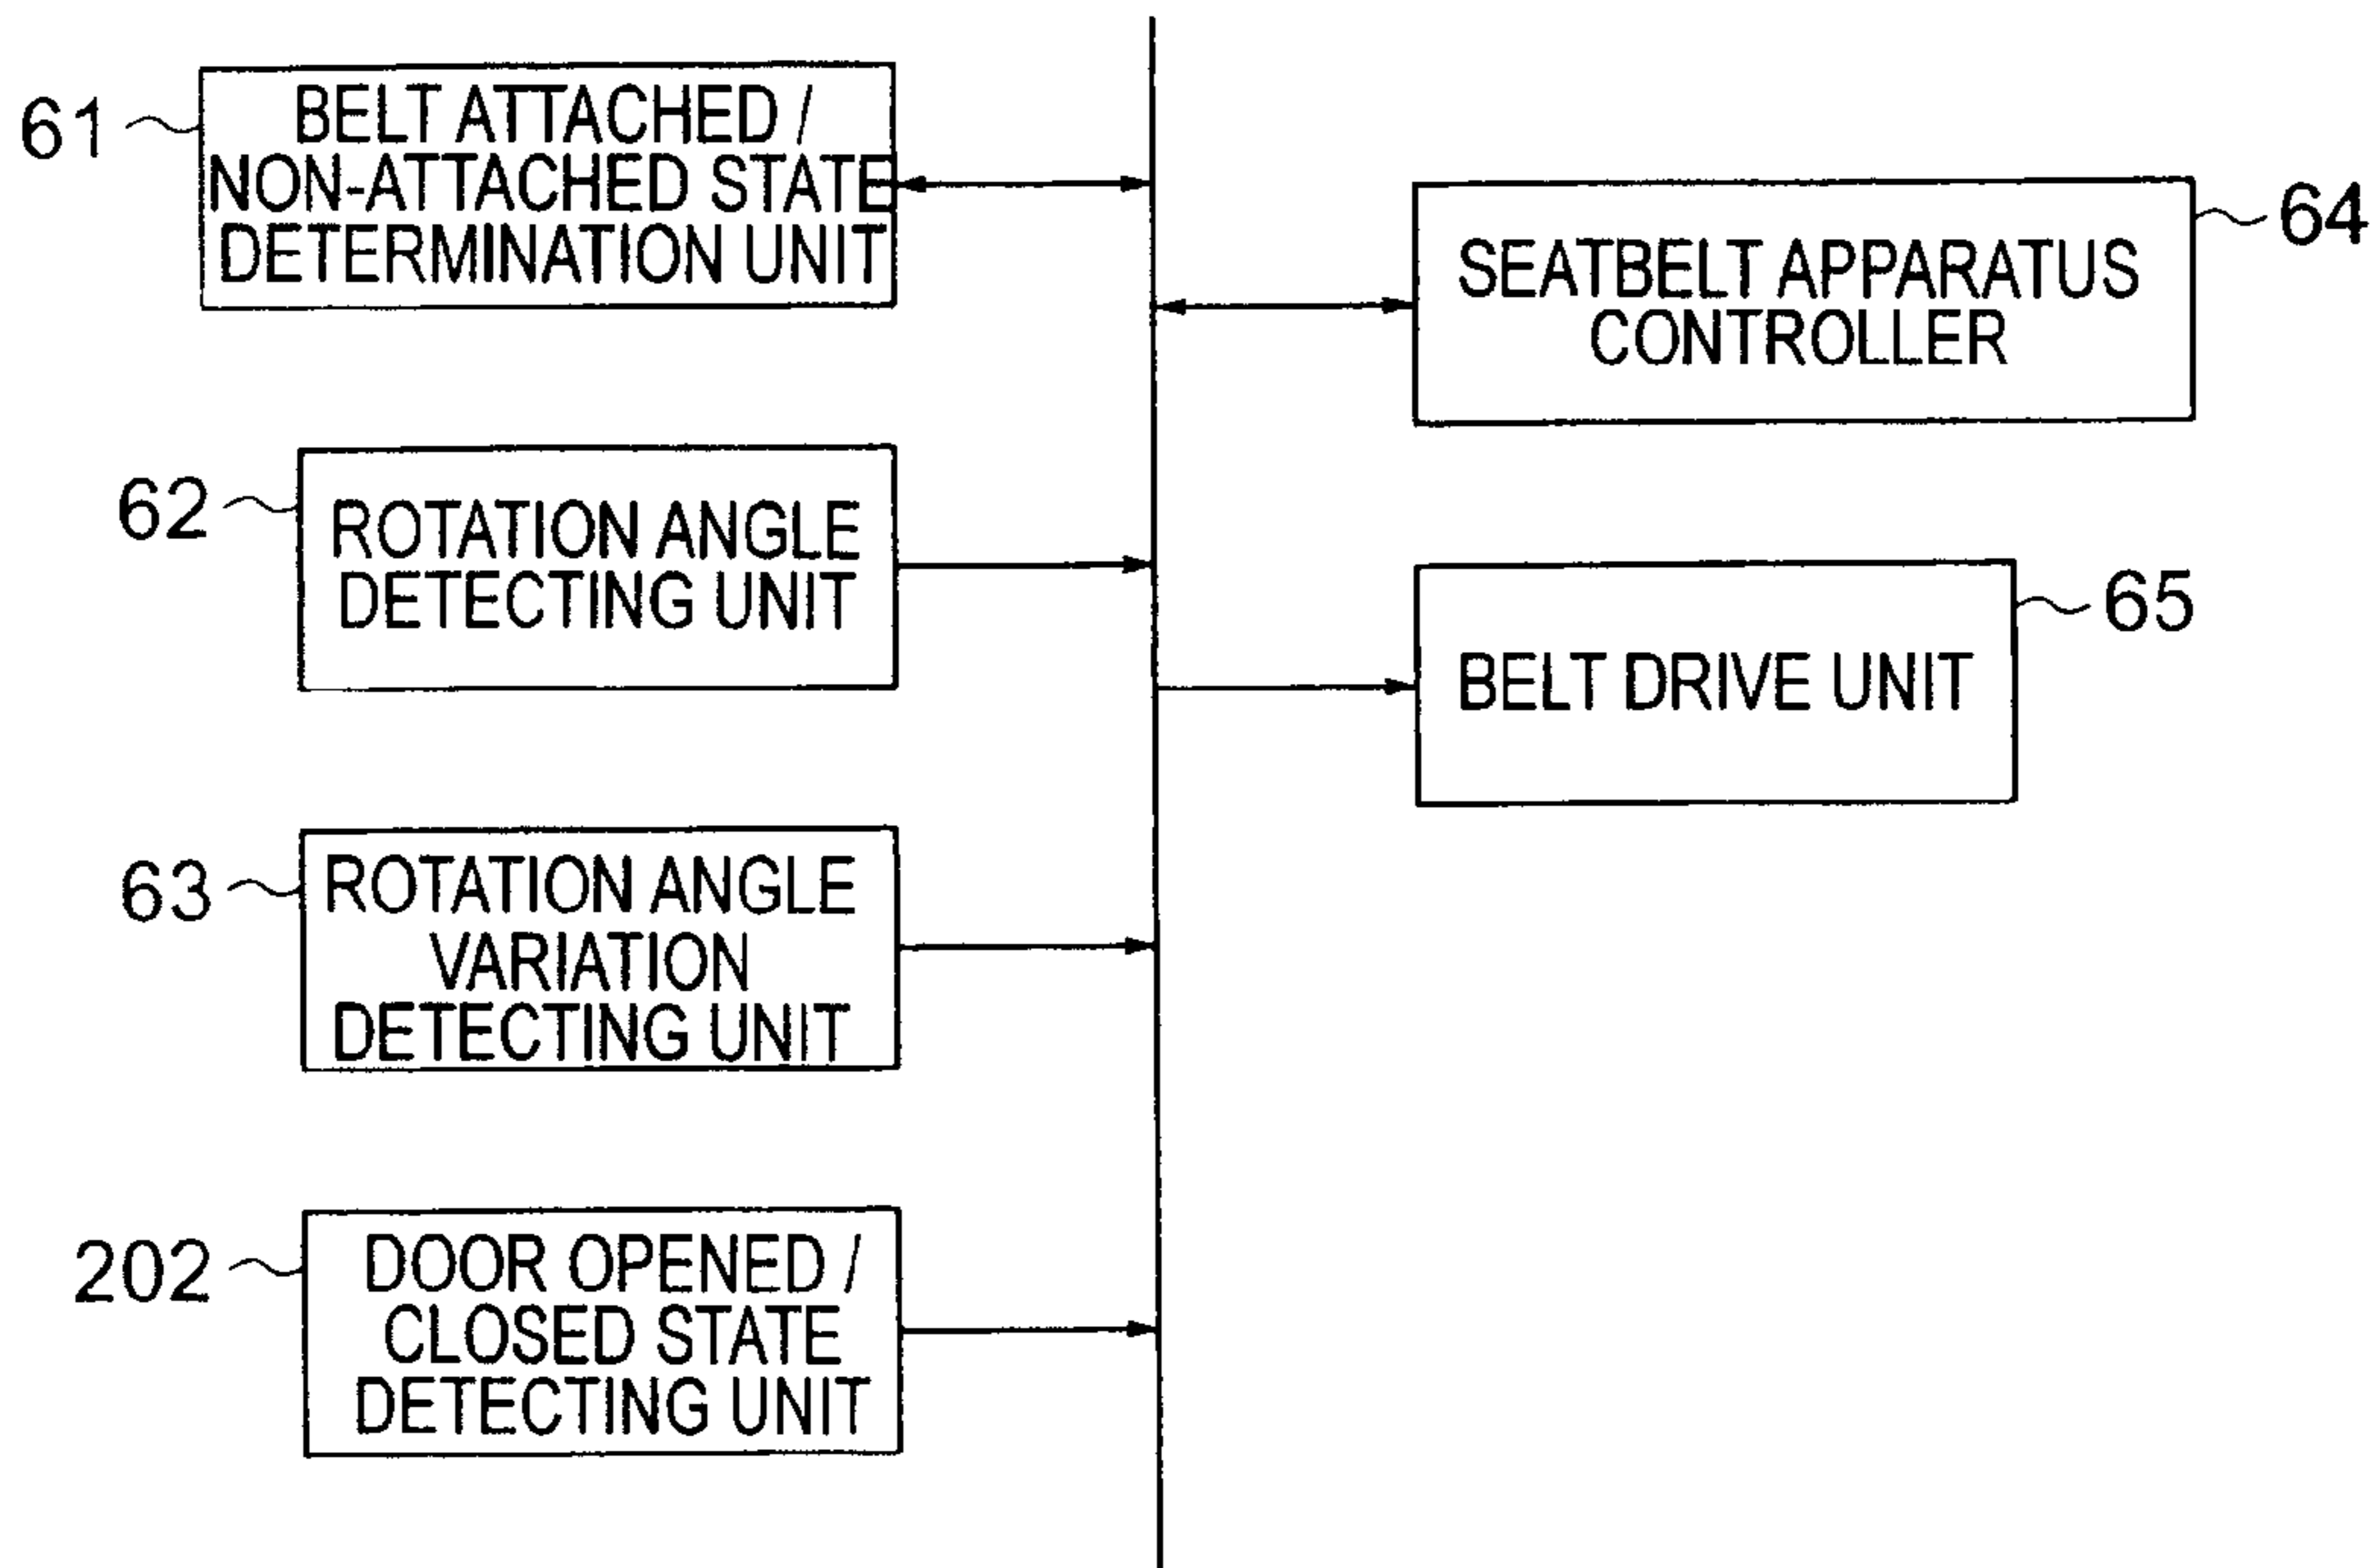 61
BELT ATTACHED /
NON-ATTACHED STATE
DETERMINATION UNIT
62
ROTATION ANGLE
DETECTING UNIT
63
ROTATION ANGLE
VARIATION
DETECTING UNIT
202
DOOR OPENED /
CLOSED STATE
DETECTING UNIT
SEATBELT APPARATUS
CONTROLLER
64
BELT DRIVE UNIT
65